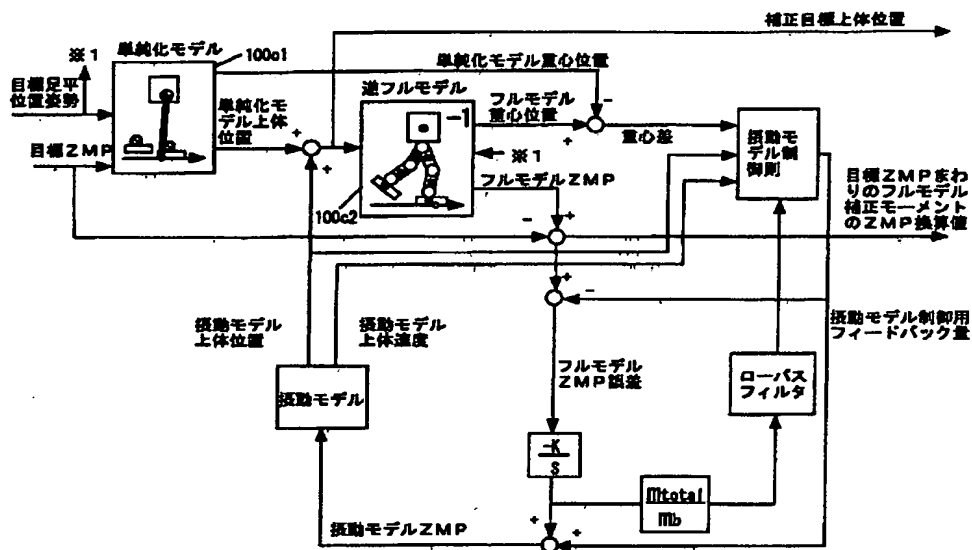 補正目標上体位置
※1
単純化モデル
100c1
単純化モデル重心位置
目標足平
位置姿勢
逆フルモデル
単純化モ
デル上体
位置
フルモデル
重心位置
-1
-
+
+
重心差
摂動モ
デル制
御則
※1
目標ZMP
フルモデルZMP
100c2
目標ZMPまわ
りのフルモデル
補正モーメント
のZMP換算値
-
+
+
+
-
摂動モデル
上体位置
摂動モデル
上体速度
摂動モデル制御用
フィードバック量
フルモデル
ZMP誤差
ローパス
フィルタ
摂動モデル
-K
S
mtotal
mb
摂動モデルZMP
+
+